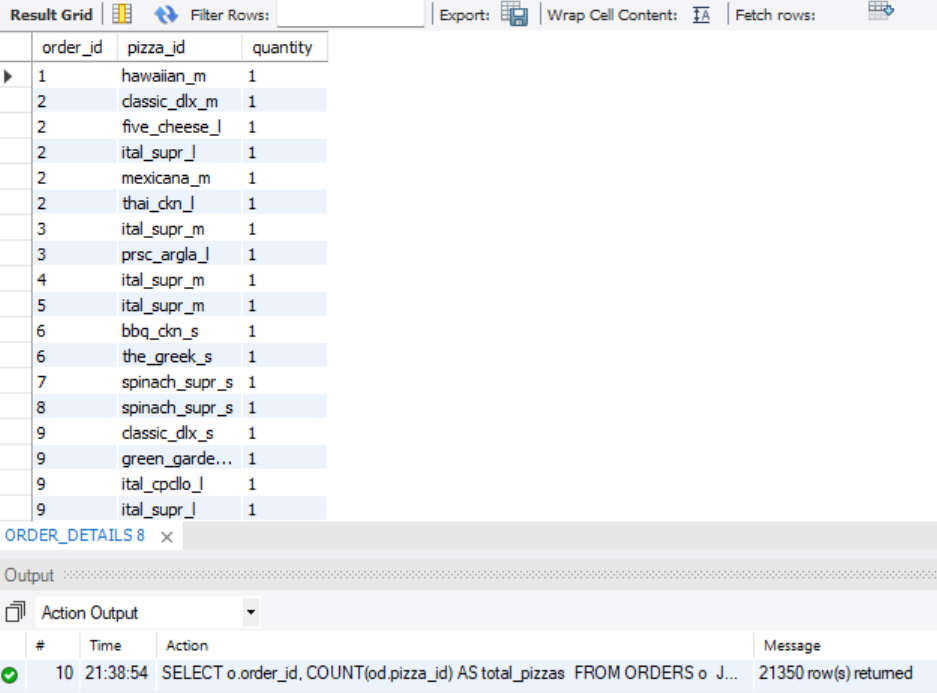 Result Grid Filter Rows: Export: Wrap Cell Content: IA Fetch rows:
order_id pizza_id quantity
1 hawaiian_m 1
2 classic_dlx_m 1
2 five_cheese_l 1
2 ital_supr_l 1
2 mexicana_m 1
2 thai_ckn_l 1
3 ital_supr_m 1
3 prsc_argla_l 1
4 ital_supr_m 1
5 ital_supr_m 1
6 bbq_ckn_s 1
6 the_greek_s 1
7 spinach_supr_s 1
8 spinach_supr_s 1
9 classic_dlx_s 1
9 green_garde... 1
9 ital_cpcllo_l 1
9 ital_supr_l 1
ORDER_DETAILS 8
Output
Action Output
# Time Action Message
10 21:38:54 SELECT o.order_id, COUNT(od.pizza_id) AS total_pizzas FROM ORDERS o J... 21350 row(s) returned